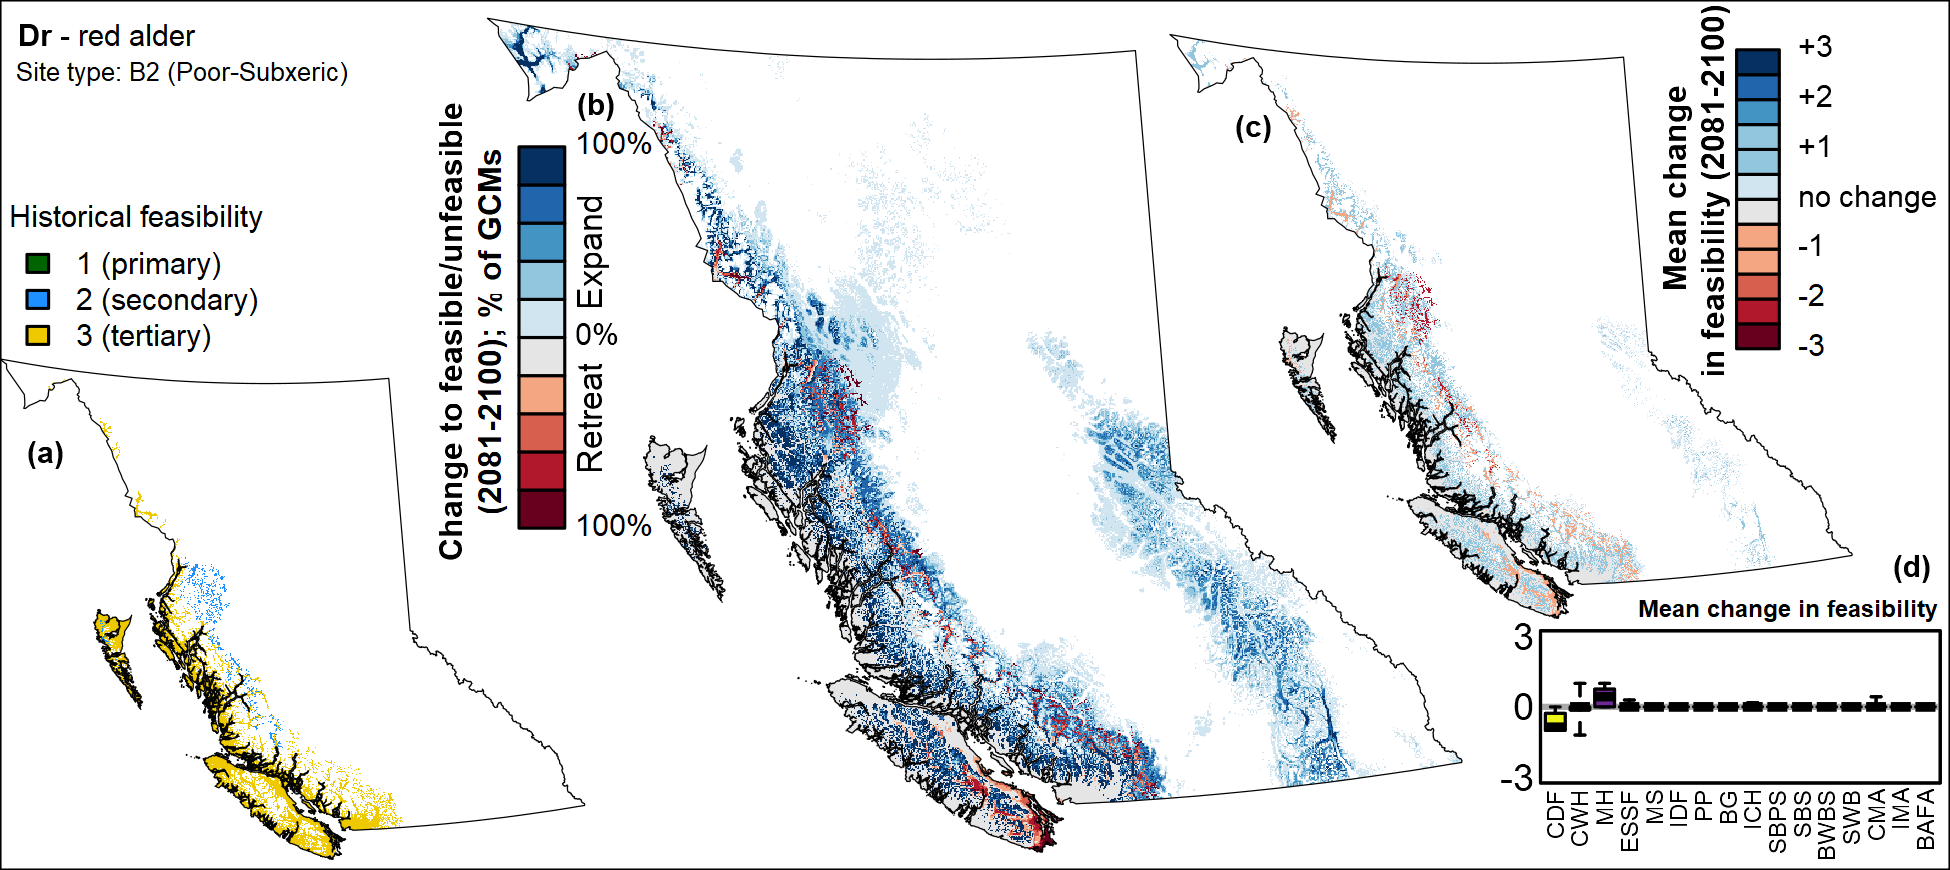 Dr - red alder
Site type: B2 (Poor-Subxeric)
Historical feasibility
1 (primary)
2 (secondary)
3 (tertiary)
(a)
Change to feasible/unfeasible
(2081-2100); % of GCMs
100%
Expand
0%
Retreat
100%
(b)
(c)
Mean change
in feasibility (2081-2100)
+3
+2
+1
no change
-1
-2
-3
(d)
Mean change in feasibility
3
0
-3
CDF
CWH
MH
ESSF
MS
IDF
PP
BG
ICH
SBPS
SBS
BWBS
SWB
CMA
IMA
BAFA